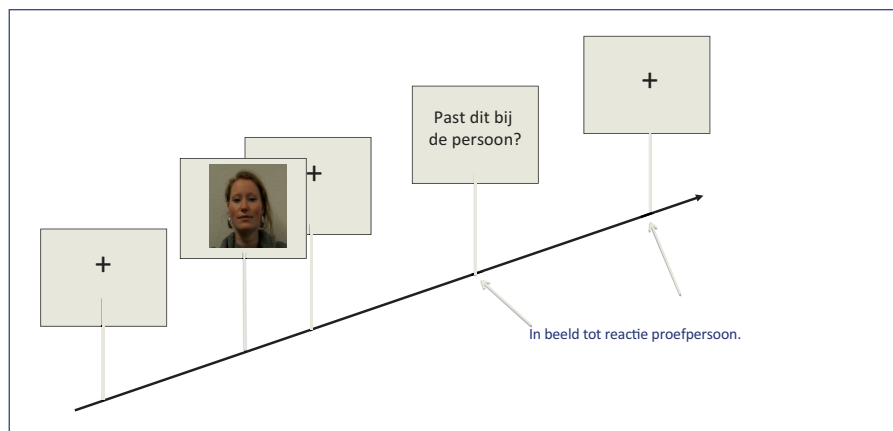 +
+
Past dit bij
de persoon?
+
In beeld tot reactie proefpersoon.